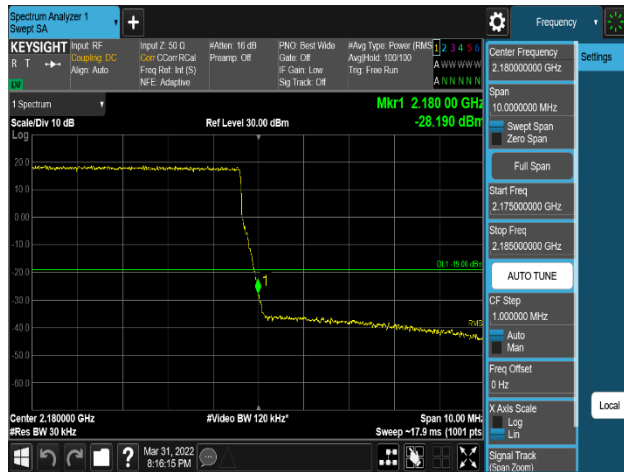 Spectrum Analyzer 1
Swept SA
Frequency
KEYSIGHT
R T
LXI
Input: RF
Coupling: DC
Align: Auto
Input Z: 50 Ω
Corr CCorr RCal
Freq Ref: Int (S)
NFE: Adaptive
#Atten: 16 dB
Preamp: Off
PNO: Best Wide
Gate: Off
IF Gain: Low
Sig Track: Off
#Avg Type: Power (RMS
Avg|Hold: 100/100
Trig: Free Run
1 2 3 4 5 6
A W W W W W
A N N N N N
1 Spectrum
Scale/Div 10 dB
Ref Level 30.00 dBm
Mkr1 2.180 00 GHz
-28.190 dBm
Log
20.0
10.0
0.00
-10.0
-20.0
-30.0
-40.0
-50.0
-60.0
DL1 -19.00 dBm
1
RMS
Center 2.180000 GHz
#Res BW 30 kHz
#Video BW 120 kHz*
Span 10.00 MHz
Sweep ~17.9 ms (1001 pts
Mar 31, 2022
8:16:15 PM
?
Center Frequency
2.180000000 GHz
Settings
Span
10.0000000 MHz
Swept Span
Zero Span
Full Span
Start Freq
2.175000000 GHz
Stop Freq
2.185000000 GHz
AUTO TUNE
CF Step
1.000000 MHz
Auto
Man
Freq Offset
0 Hz
X Axis Scale
Log
Lin
Local
Signal Track
(Span Zoom)